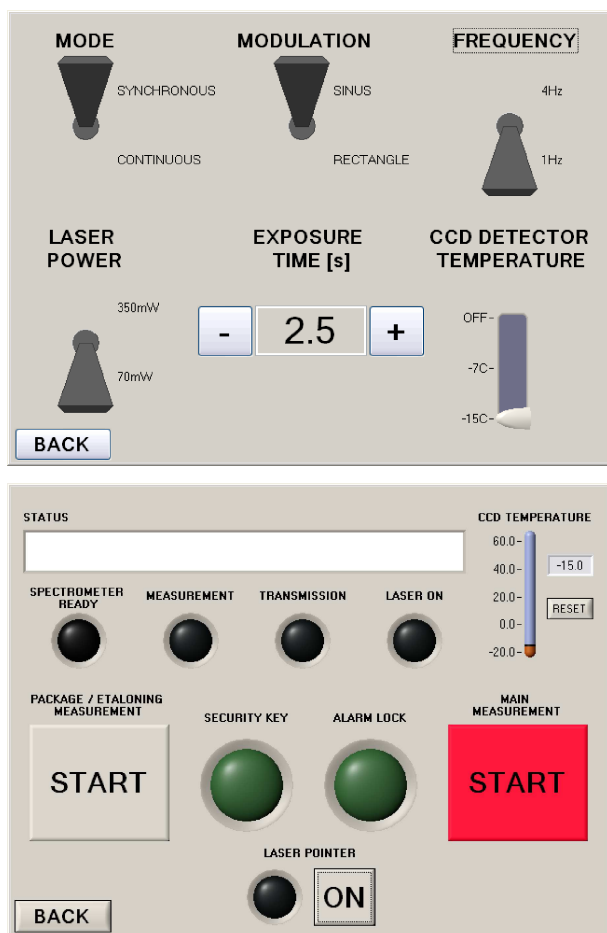 MODE
MODULATION
FREQUENCY
SYNCHRONOUS
SINUS
4Hz
CONTINUOUS
RECTANGLE
1Hz
LASER
POWER
EXPOSURE
TIME [s]
CCD DETECTOR
TEMPERATURE
350mW
70mW
-
2.5
+
OFF-
-7C-
-15C-
BACK
STATUS
CCD TEMPERATURE
60.0-
40.0-
20.0-
0.0-
-20.0-
-15.0
RESET
SPECTROMETER
READY
MEASUREMENT
TRANSMISSION
LASER ON
PACKAGE / ETALONING
MEASUREMENT
START
SECURITY KEY
ALARM LOCK
MAIN
MEASUREMENT
START
LASER POINTER
ON
BACK